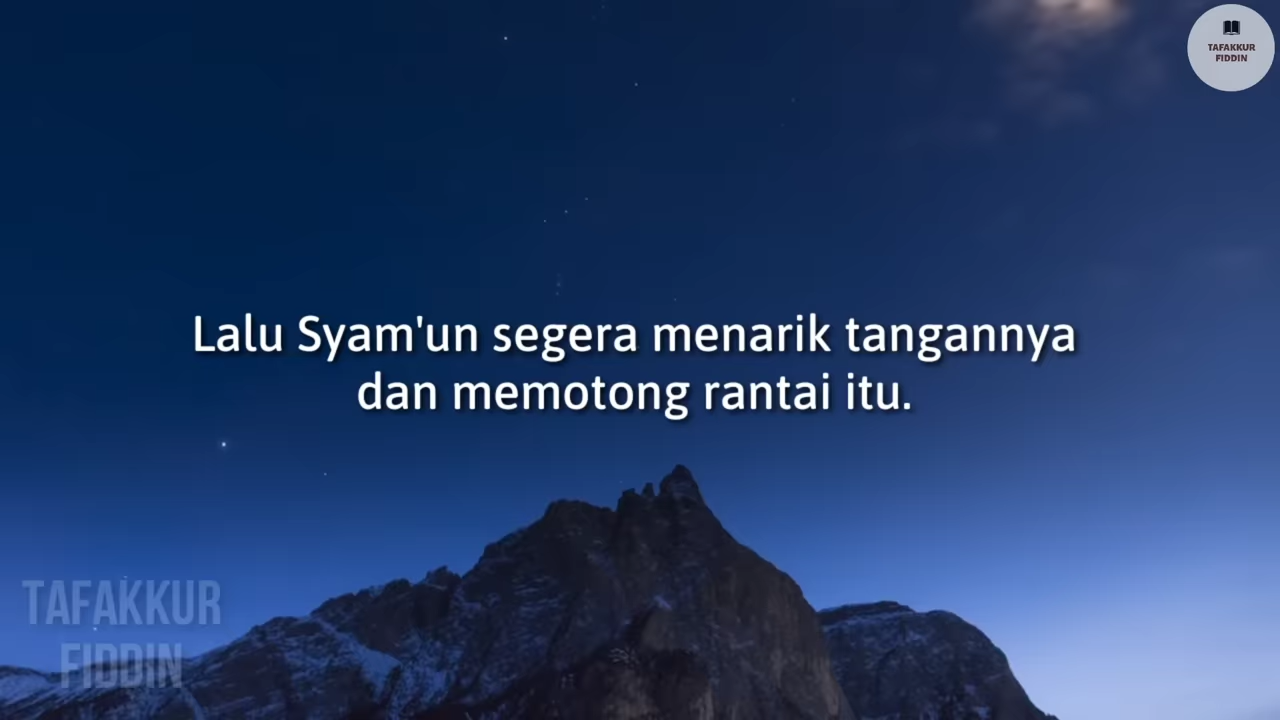 TAFAKKUR
FIDDIN
Lalu Syam'un segera menarik tangannya
dan memotong rantai itu.
TAFAKKUR
FIDDIN